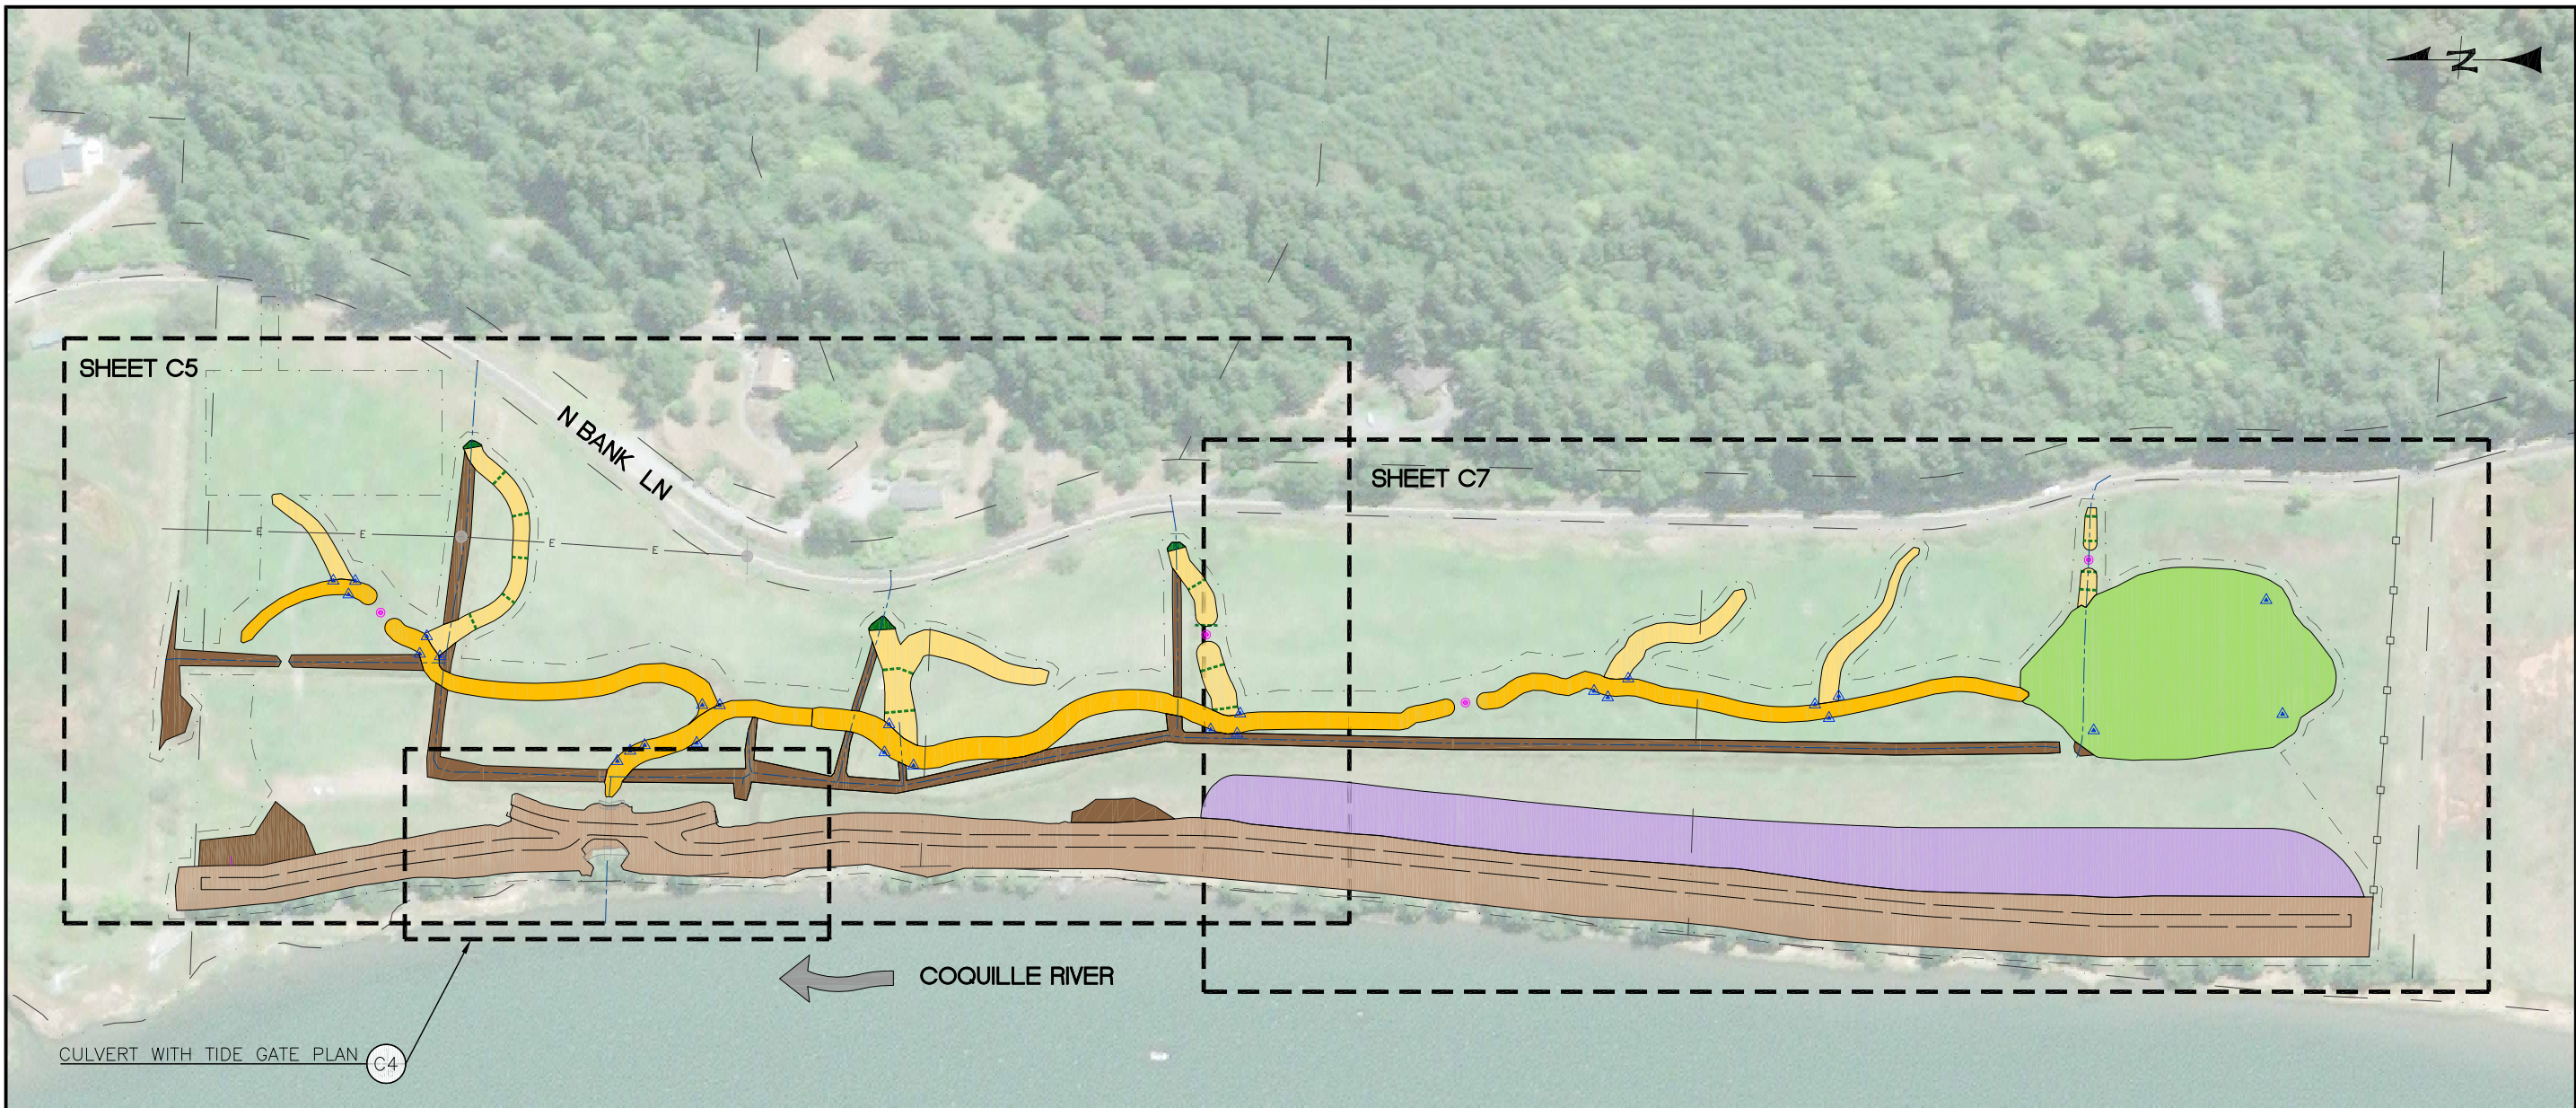 N
SHEET C5
N BANK LN
SHEET C7
E
E
E
E
COQUILLE RIVER
CULVERT WITH TIDE GATE PLAN
C4